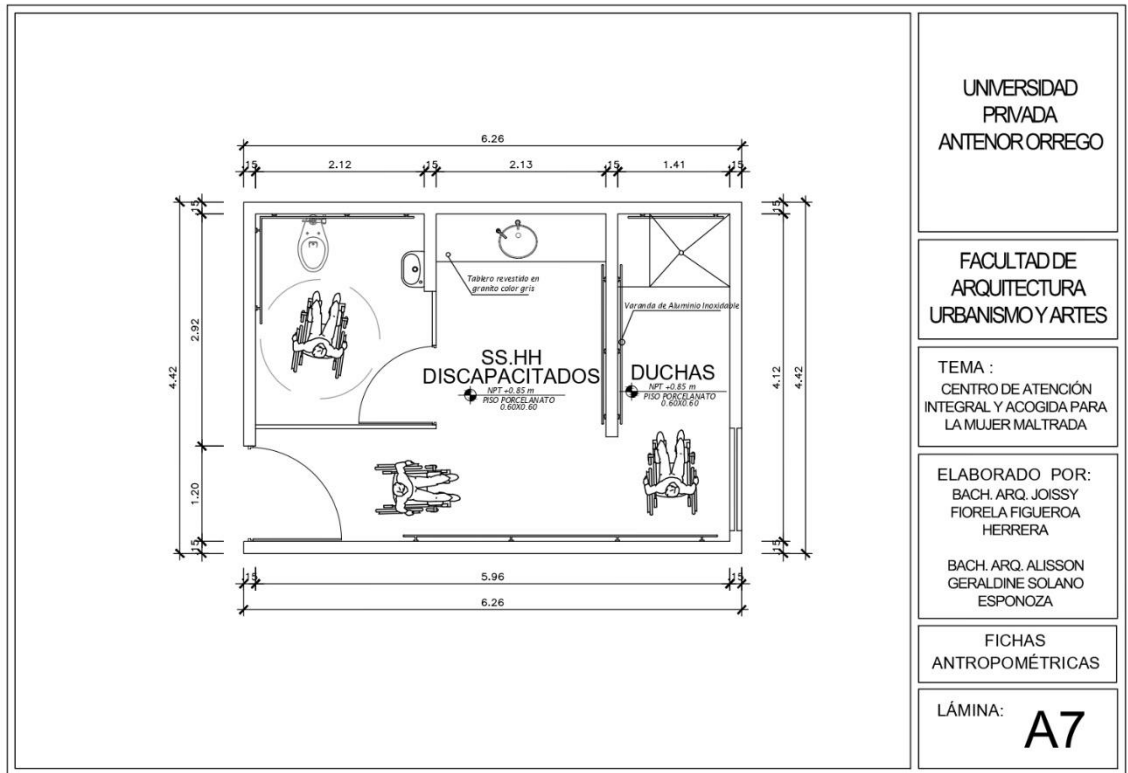 6.26
.15
2.12
.15
2.13
.15
1.41
.15
4.42
.15
2.92
1.20
.15
.15
4.12
.15
4.42
Tablero revestido en
granito color gris
Varanda de Aluminio Inoxidable
SS.HH
DISCAPACITADOS
NPT +0.85 m
PISO PORCELANATO
0.60X0.60
DUCHAS
NPT +0.85 m
PISO PORCELANATO
0.60X0.60
.15
5.96
.15
6.26
UNIVERSIDAD
PRIVADA
ANTENOR ORREGO
FACULTAD DE
ARQUITECTURA
URBANISMO Y ARTES
TEMA :
CENTRO DE ATENCIÓN
INTEGRAL Y ACOGIDA PARA
LA MUJER MALTRADA
ELABORADO POR:
BACH. ARQ. JOISSY
FIORELA FIGUEROA
HERRERA
BACH. ARQ. ALISSON
GERALDINE SOLANO
ESPONOZA
FICHAS
ANTROPOMÉTRICAS
LÁMINA:
A7